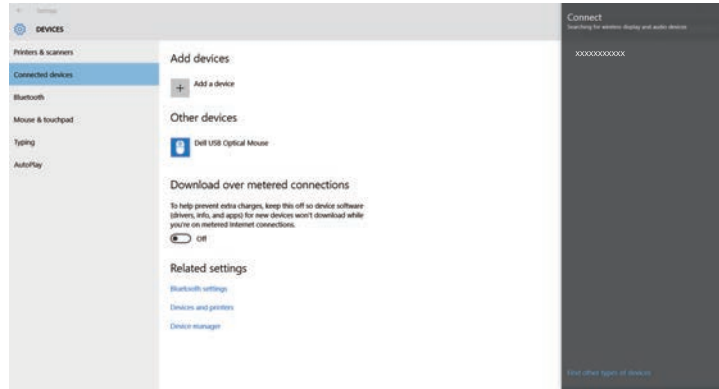 Settings
DEVICES
Printers & scanners
Connected devices
Bluetooth
Mouse & touchpad
Typing
AutoPlay
Add devices
Add a device
Other devices
Dell USB Optical Mouse
Download over metered connections
To help prevent extra charges, keep this off so device software
(drivers, info, and apps) for new devices won't download while
you're on metered Internet connections.
Off
Related settings
Bluetooth settings
Devices and printers
Device manager
Connect
Searching for wireless display and audio devices
xxxxxxxxxxx
Find other types of devices